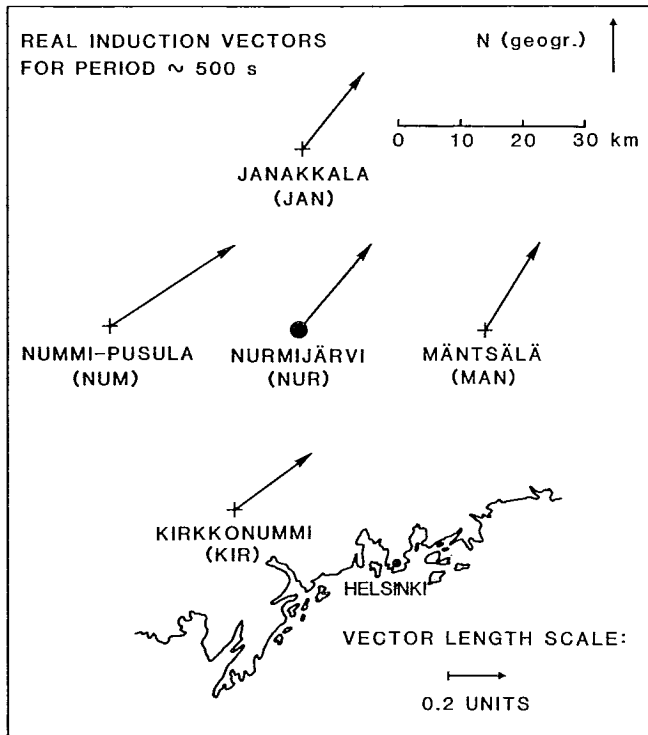 REAL INDUCTION VECTORS
FOR PERIOD ~ 500 s
N (geogr.)
0 10 20 30 km
JANAKKALA
(JAN)
NUMMI-PUSULA
(NUM)
NURMIJÄRVI
(NUR)
MÄNTSÄLÄ
(MAN)
KIRKKONUMMI
(KIR)
HELSINKI
VECTOR LENGTH SCALE:
0.2 UNITS